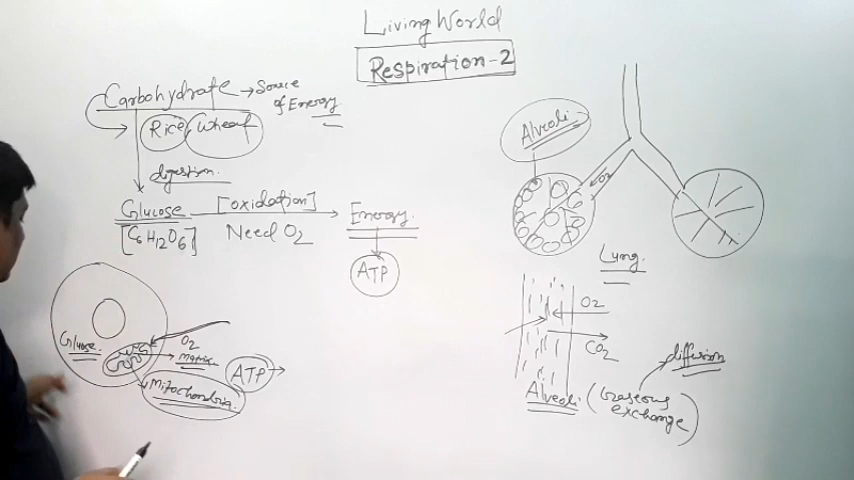 Living World
Respiration-2
Carbohydrate → Source
of Energy
Rice Wheat
digestion
Glucose [oxidation] Energy
[C6H12O6] Need O2
ATP
Glucose
O2
matrix
ATP
Mitochondria
Alveoli
O2
Lung
O2
CO2
diffusion
Alveoli (Gaseous
exchange)